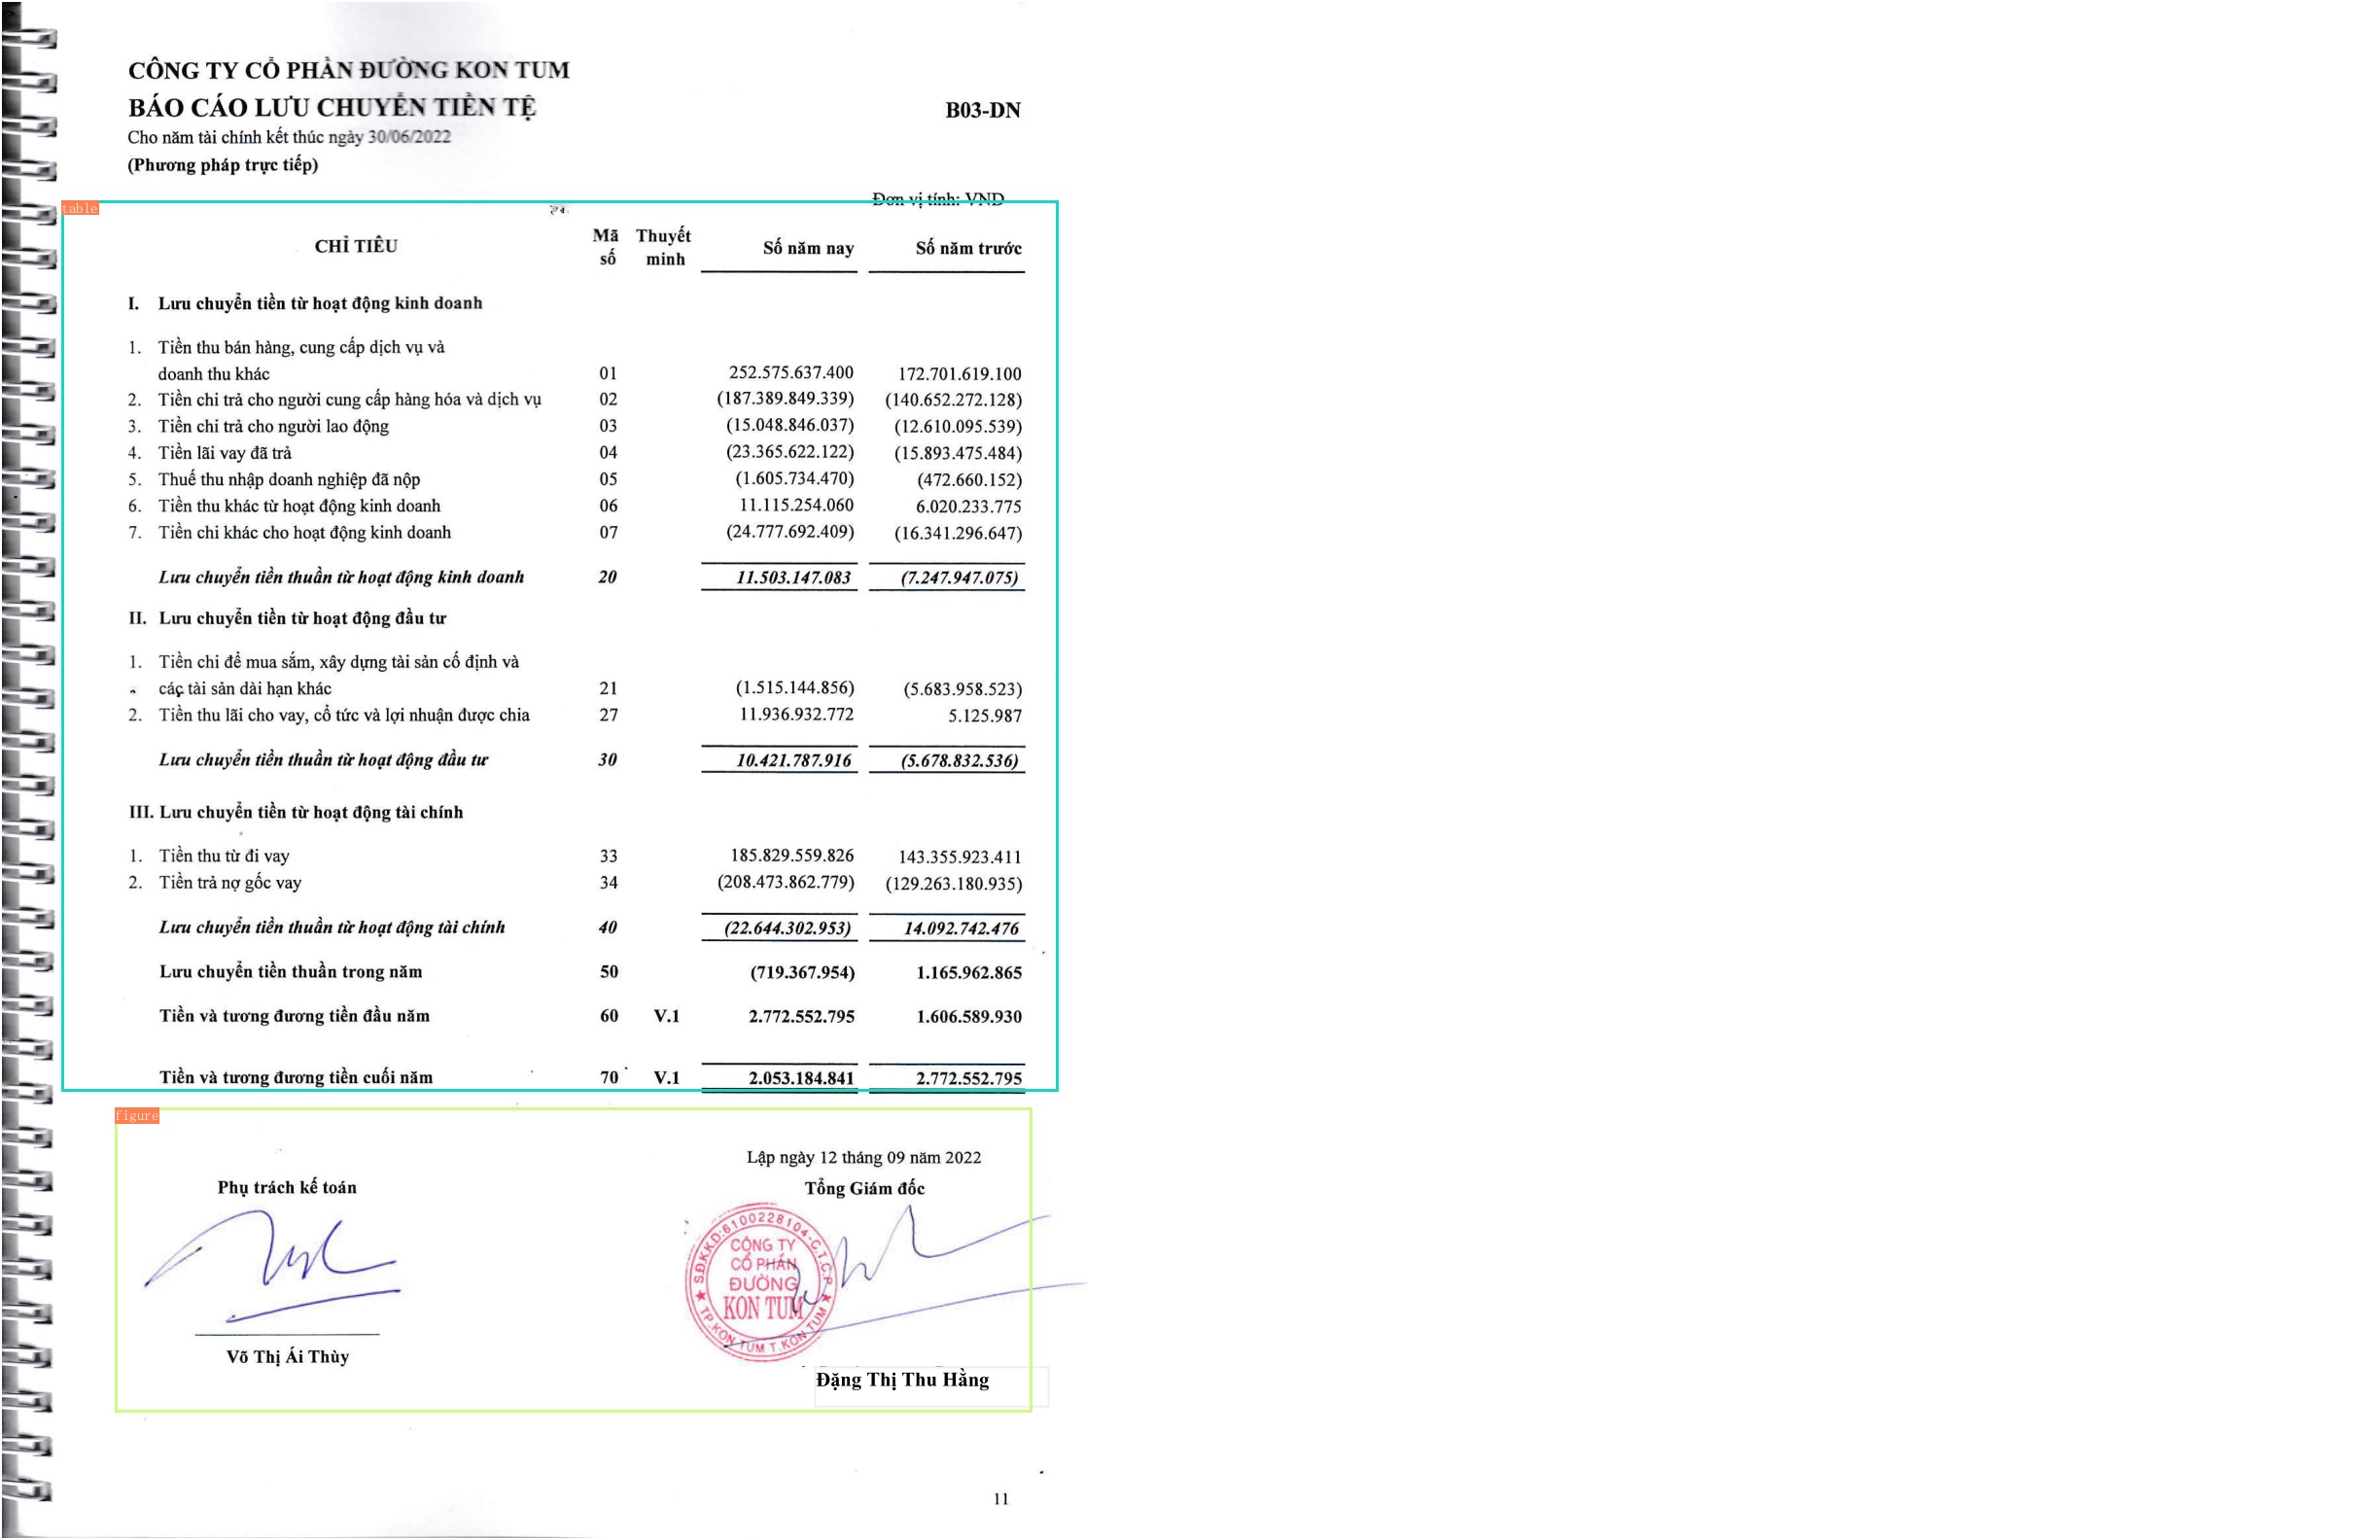 CÔNG TY CỔ PHẦN ĐƯỜNG KON TUM
BÁO CÁO LƯU CHUYỂN TIỀN TỆ
B03-DN
Cho năm tài chính kết thúc ngày 30/06/2022
(Phương pháp trực tiếp)
Đơn vị tính: VND
table
CHỈ TIÊU Mã số Thuyết minh Số năm nay Số năm trước
I. Lưu chuyển tiền từ hoạt động kinh doanh
1. Tiền thu bán hàng, cung cấp dịch vụ và
doanh thu khác 01 252.575.637.400 172.701.619.100
2. Tiền chi trả cho người cung cấp hàng hóa và dịch vụ 02 (187.389.849.339) (140.652.272.128)
3. Tiền chi trả cho người lao động 03 (15.048.846.037) (12.610.095.539)
4. Tiền lãi vay đã trả 04 (23.365.622.122) (15.893.475.484)
5. Thuế thu nhập doanh nghiệp đã nộp 05 (1.605.734.470) (472.660.152)
6. Tiền thu khác từ hoạt động kinh doanh 06 11.115.254.060 6.020.233.775
7. Tiền chi khác cho hoạt động kinh doanh 07 (24.777.692.409) (16.341.296.647)
Lưu chuyển tiền thuần từ hoạt động kinh doanh 20 11.503.147.083 (7.247.947.075)
II. Lưu chuyển tiền từ hoạt động đầu tư
1. Tiền chi để mua sắm, xây dựng tài sản cố định và
các tài sản dài hạn khác 21 (1.515.144.856) (5.683.958.523)
2. Tiền thu lãi cho vay, cổ tức và lợi nhuận được chia 27 11.936.932.772 5.125.987
Lưu chuyển tiền thuần từ hoạt động đầu tư 30 10.421.787.916 (5.678.832.536)
III. Lưu chuyển tiền từ hoạt động tài chính
1. Tiền thu từ đi vay 33 185.829.559.826 143.355.923.411
2. Tiền trả nợ gốc vay 34 (208.473.862.779) (129.263.180.935)
Lưu chuyển tiền thuần từ hoạt động tài chính 40 (22.644.302.953) 14.092.742.476
Lưu chuyển tiền thuần trong năm 50 (719.367.954) 1.165.962.865
Tiền và tương đương tiền đầu năm 60 V.1 2.772.552.795 1.606.589.930
Tiền và tương đương tiền cuối năm 70 V.1 2.053.184.841 2.772.552.795
figure
Lập ngày 12 tháng 09 năm 2022
Phụ trách kế toán Tổng Giám đốc
SĐKKD:6100228104-C.T.C.P
CÔNG TY
CỔ PHẦN
ĐƯỜNG
KON TUM
TP.KON TUM T.KON TUM
Võ Thị Ái Thùy
Đặng Thị Thu Hằng
11